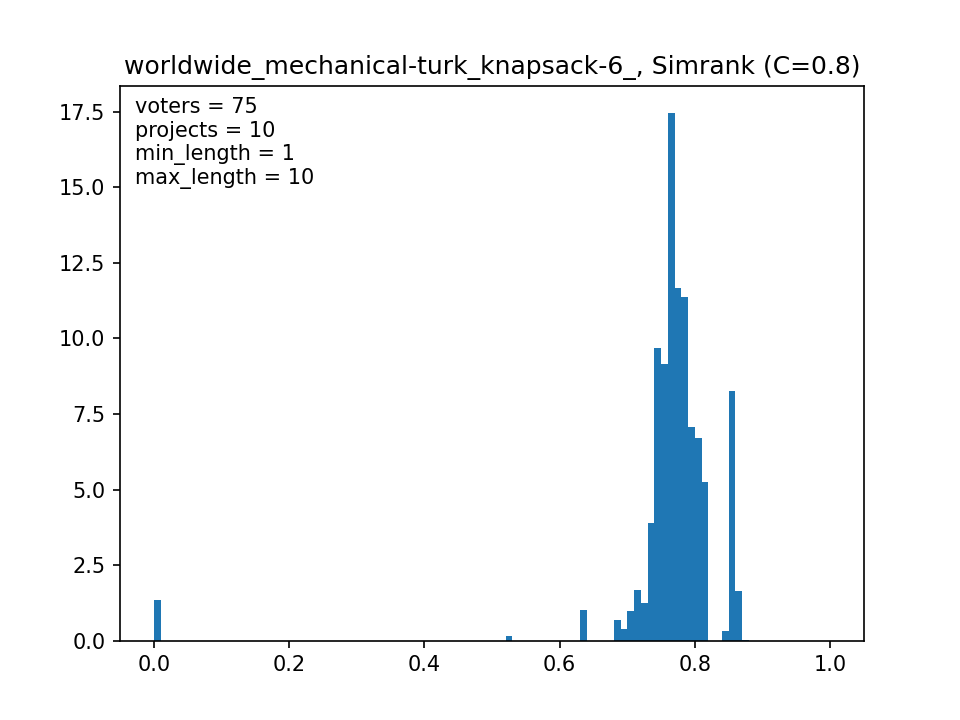 worldwide_mechanical-turk_knapsack-6_, Simrank (C=0.8)
voters = 75
projects = 10
min_length = 1
max_length = 10
17.5
15.0
12.5
10.0
7.5
5.0
2.5
0.0
0.0 0.2 0.4 0.6 0.8 1.0